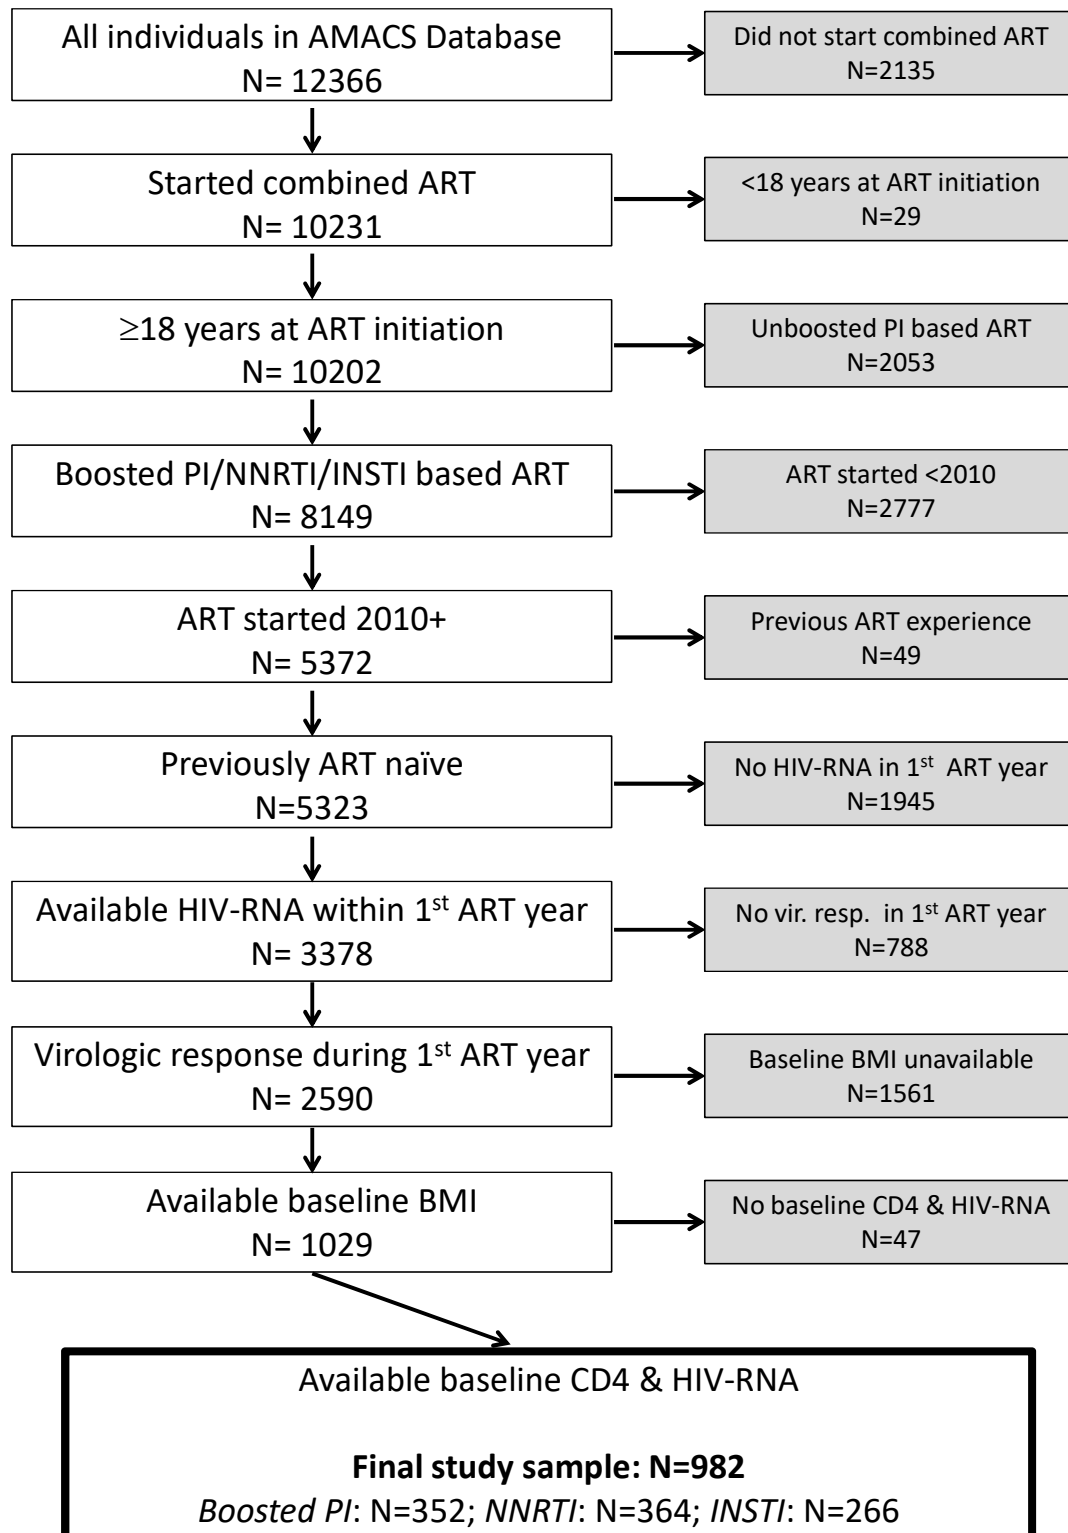 All individuals in AMACS Database
N= 12366
Did not start combined ART
N=2135
Started combined ART
N= 10231
<18 years at ART initiation
N=29
≥18 years at ART initiation
N= 10202
Unboosted PI based ART
N=2053
Boosted PI/NNRTI/INSTI based ART
N= 8149
ART started <2010
N=2777
ART started 2010+
N= 5372
Previous ART experience
N=49
Previously ART naïve
N=5323
No HIV-RNA in 1st ART year
N=1945
Available HIV-RNA within 1st ART year
N= 3378
No vir. resp. in 1st ART year
N=788
Virologic response during 1st ART year
N= 2590
Baseline BMI unavailable
N=1561
Available baseline BMI
N= 1029
No baseline CD4 & HIV-RNA
N=47
Available baseline CD4 & HIV-RNA
Final study sample: N=982
Boosted PI: N=352; NNRTI: N=364; INSTI: N=266